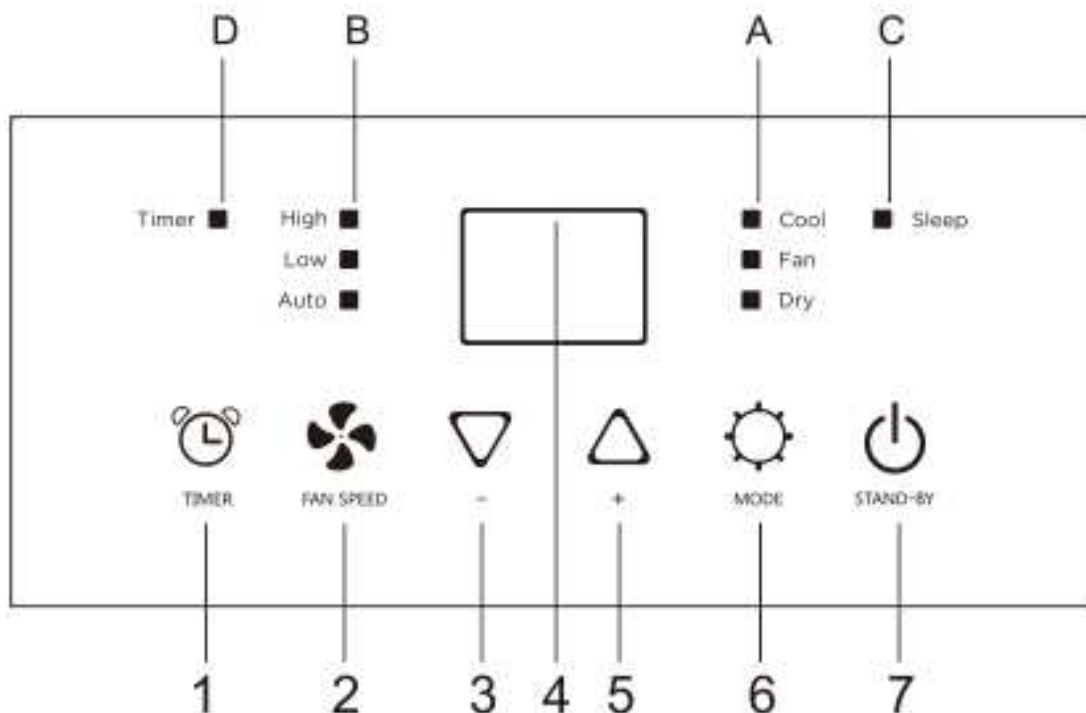 D B A C
Timer High Cool Sleep
Low Fan
Auto Dry
TIMER FAN SPEED - + MODE STAND-BY
1 2 3 4 5 6 7